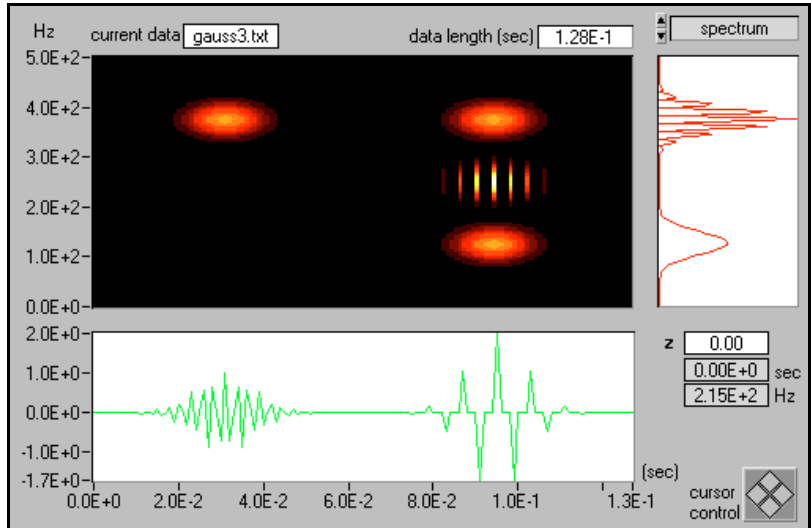 Hz current data gauss3.txt data length (sec) 1.28E-1 spectrum
5.0E+2
4.0E+2
3.0E+2
2.0E+2
1.0E+2
0.0E+0
2.0E+0
1.0E+0
0.0E+0
-1.0E+0
-1.7E+0
0.0E+0 2.0E-2 4.0E-2 6.0E-2 8.0E-2 1.0E-1 1.3E-1
(sec)
z 0.00
0.00E+0 sec
2.15E+2 Hz
cursor
control